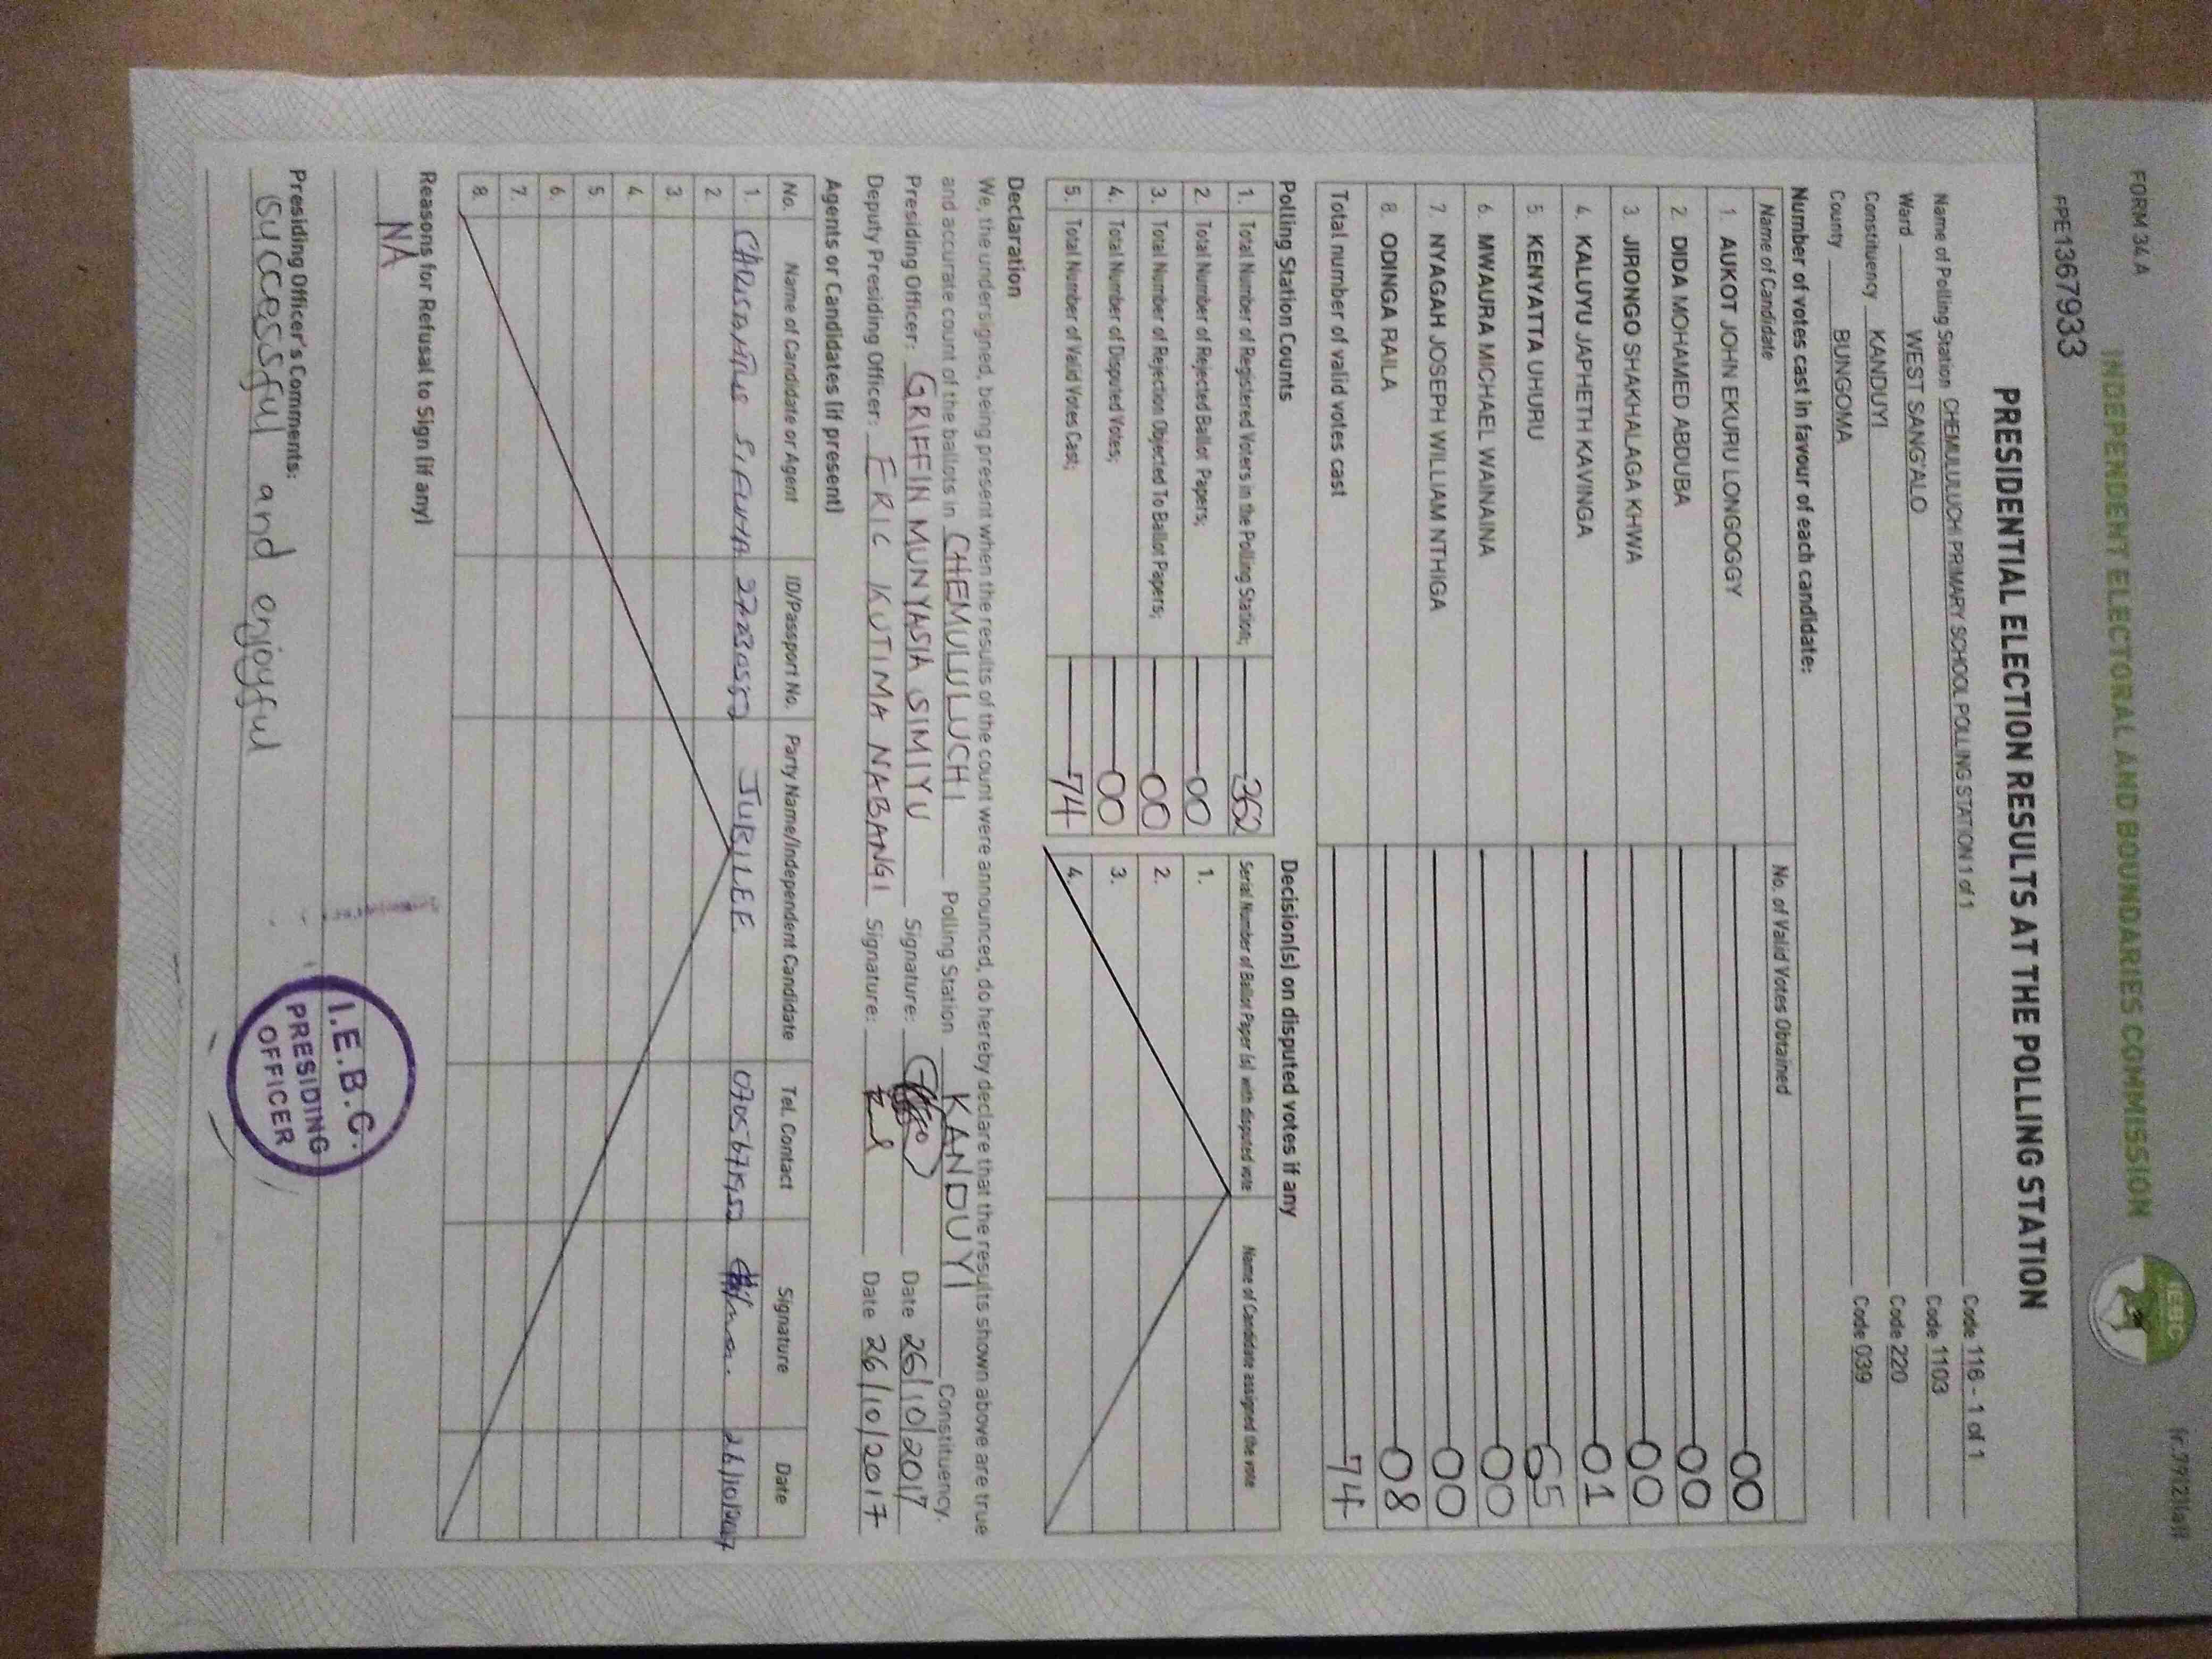 FORM 34 A
INDEPENDENT ELECTORAL AND BOUNDARIES COMMISSION
IEBC
FPE1367933
PRESIDENTIAL ELECTION RESULTS AT THE POLLING STATION
Name of Polling Station CHEMULUCHI PRIMARY SCHOOL POLLING STATION 1 of 1 Code 116 - 1 of 1
Ward WEST SANG'ALO Code 1103
Constituency KANDUYI Code 220
County BUNGOMA Code 039
Number of votes cast in favour of each candidate:
Name of Candidate No. of Valid Votes Obtained
1. AUKOT JOHN EKURU LONGOGGY 00
2. DIDA MOHAMED ABDUBA 00
3. JIRONGO SHAKHALAGA KHWA 00
4. KALUYU JAPHETH KAVINGA 01
5. KENYATTA UHURU 65
6. MWAURA MICHAEL WAINAINA 00
7. NYAGAH JOSEPH WILLIAM NTHIGA 00
8. ODINGA RAILA 08
Total number of valid votes cast 74
Polling Station Counts
1. Total Number of Registered Voters in the Polling Station; 362
2. Total Number of Rejected Ballot Papers; 00
3. Total Number of Rejection Objected To Ballot Papers; 00
4. Total Number of Disputed Votes; 00
5. Total Number of Valid Votes Cast; 74
Decision(s) on disputed votes if any
Serial Number of Ballot Paper (s) with disputed vote Name of Candidate assigned the vote
1.
2.
3.
4.
Declaration
We, the undersigned, being present when the results of the count were announced, do hereby declare that the results shown above are true
and accurate count of the ballots in CHEMULULUCHI Polling Station KANDUYI Constituency.
Presiding Officer: GRIFFIN MUNYASIA SIMIYU Signature: Date 26/10/2017
Deputy Presiding Officer: ERIC KUTIMA NABANGI Signature: Date 26/10/2017
Agents or Candidates (if present)
No. Name of Candidate or Agent ID/Passport No. Party Name/Independent Candidate Tel. Contact Signature Date
1. JUBILEE 26/10/2017
2.
3.
4.
5.
6.
7.
8.
Reasons for Refusal to Sign (if any)
NA
Presiding Officer's Comments:
Successful and enjoyful
I.E.B.C.
PRESIDING
OFFICER